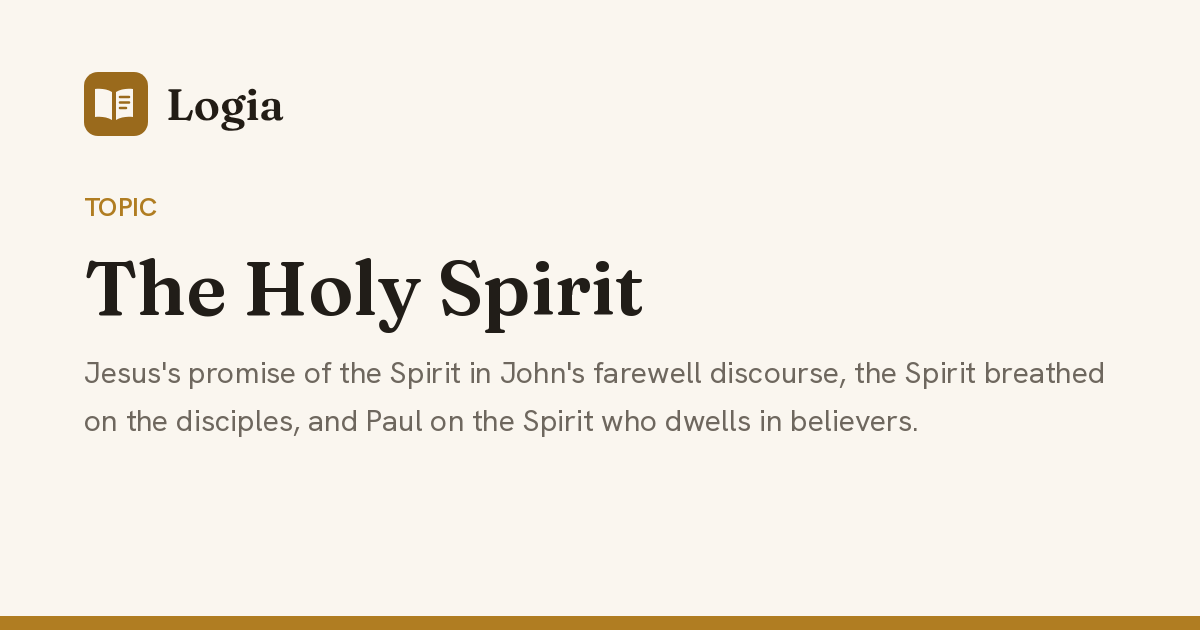 Logia
TOPIC
The Holy Spirit
Jesus's promise of the Spirit in John's farewell discourse, the Spirit breathed
on the disciples, and Paul on the Spirit who dwells in believers.